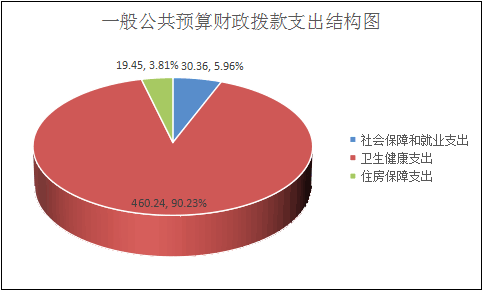 一般公共预算财政拨款支出结构图
19.45, 3.81%
30.36, 5.96%
460.24, 90.23%
社会保障和就业支出
卫生健康支出
住房保障支出